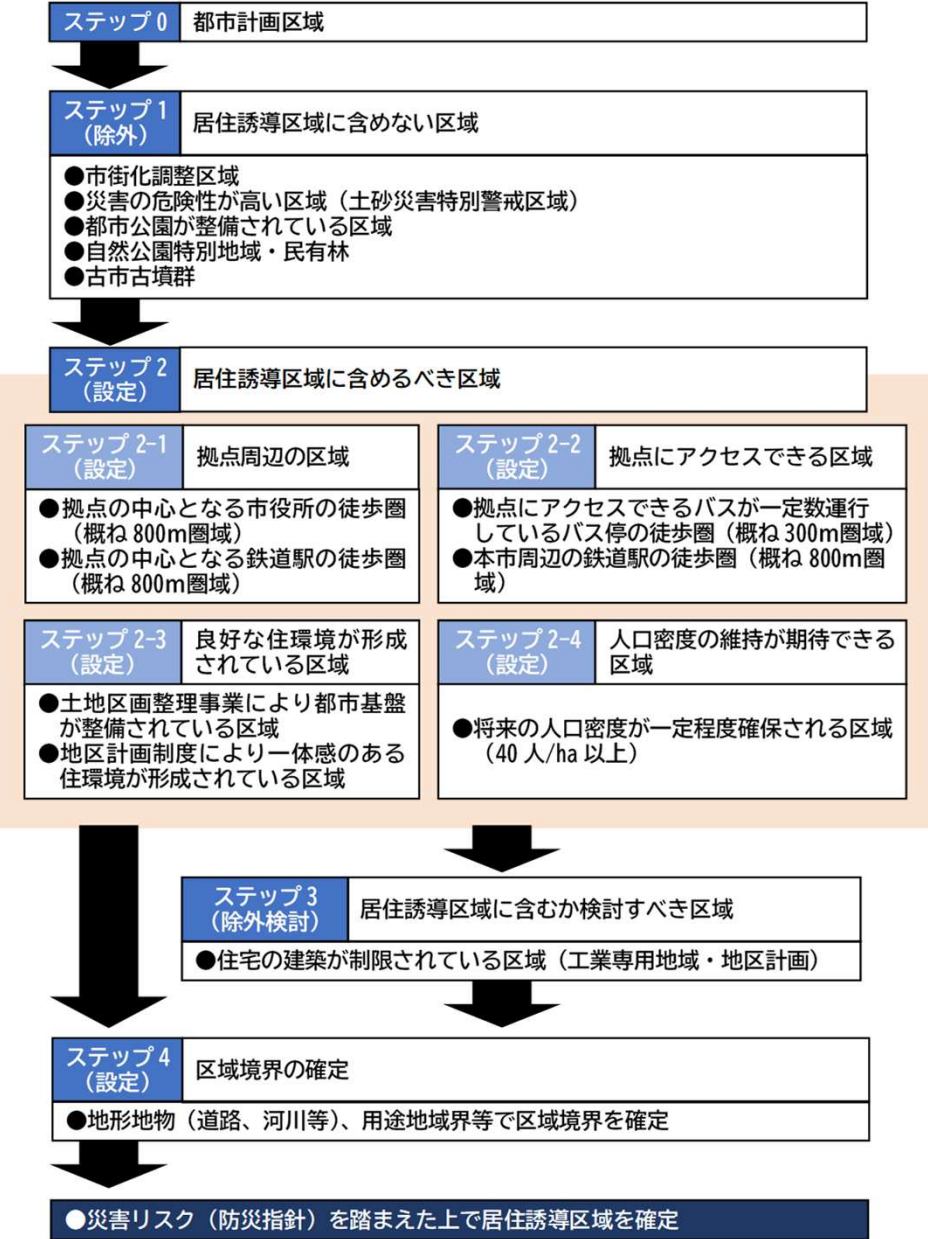 ステップ0 都市計画区域
ステップ1
(除外)
居住誘導区域に含めない区域
●市街化調整区域
●災害の危険性が高い区域(土砂災害特別警戒区域)
●都市公園が整備されている区域
●自然公園特別地域・民有林
●古市古墳群
ステップ2
(設定)
居住誘導区域に含めるべき区域
ステップ2-1
(設定)
拠点周辺の区域
●拠点の中心となる市役所の徒歩圏
(概ね800m圏域)
●拠点の中心となる鉄道駅の徒歩圏
(概ね800m圏域)
ステップ2-2
(設定)
拠点にアクセスできる区域
●拠点にアクセスできるバスが一定数運行
しているバス停の徒歩圏(概ね300m圏域)
●本市周辺の鉄道駅の徒歩圏(概ね800m圏
域)
ステップ2-3
(設定)
良好な住環境が形成
されている区域
●土地区画整理事業により都市基盤
が整備されている区域
●地区計画制度により一体感のある
住環境が形成されている区域
ステップ2-4
(設定)
人口密度の維持が期待できる
区域
●将来の人口密度が一定程度確保される区域
(40人/ha以上)
ステップ3
(除外検討)
居住誘導区域に含むか検討すべき区域
●住宅の建築が制限されている区域(工業専用地域・地区計画)
ステップ4
(設定)
区域境界の確定
●地形地物(道路、河川等)、用途地域界等で区域境界を確定
●災害リスク(防災指針)を踏まえた上で居住誘導区域を確定